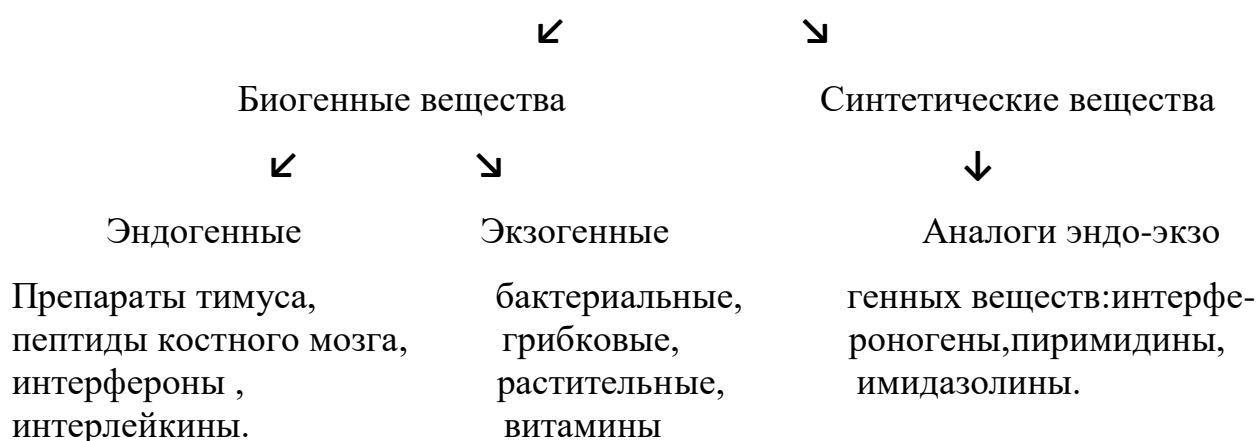 ↙ ↘
Биогенные вещества Синтетические вещества
↙ ↘ ↓
Эндогенные Экзогенные Аналоги эндо-экзо
Препараты тимуса, бактериальные, генных веществ:интерфе-
пептиды костного мозга, грибковые, роногены,пиримидины,
интерфероны , растительные, имидазолины.
интерлейкины. витамины